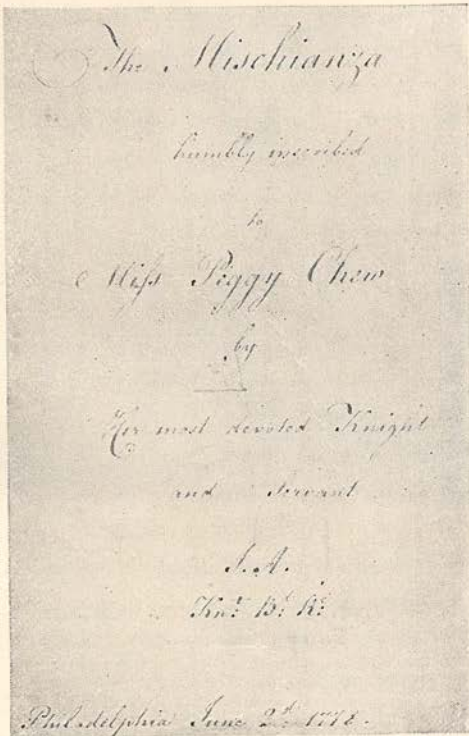 The Mischianza
humbly inscribed
to
Miſs Peggy Chew
by
Her most devoted Knight
and Servant
J. A.
Knt. Bd. Re.
Philadelphia June 2d. 1778.